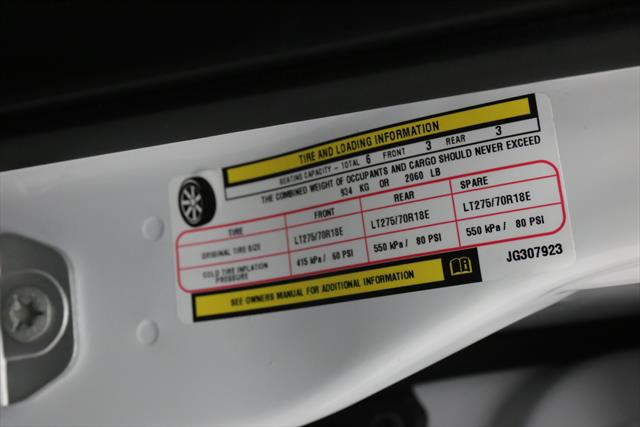 TIRE AND LOADING INFORMATION
SEATING CAPACITY - TOTAL 6 FRONT 3 REAR 3
THE COMBINED WEIGHT OF OCCUPANTS AND CARGO SHOULD NEVER EXCEED
934 KG OR 2060 LB
TIRE FRONT REAR SPARE
ORIGINAL TIRE SIZE LT275/70R18E LT275/70R18E LT275/70R18E
COLD TIRE INFLATION PRESSURE 415 kPa / 60 PSI 550 kPa / 80 PSI 550 kPa / 80 PSI
SEE OWNERS MANUAL FOR ADDITIONAL INFORMATION
JG307923